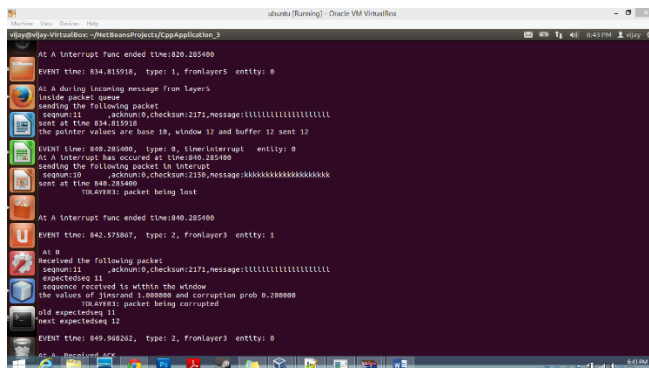 ubuntu [Running] - Oracle VM VirtualBox
Machine View Devices Help
vijay@vijay-VirtualBox: ~/NetBeansProjects/CppApplication_3
6:43 PM vijay
At A interrupt func ended time:820.285400
EVENT time: 834.815918, type: 1, fromlayer5 entity: 0
At A during incoming message from layer5
inside packet queue
sending the following packet
seqnum:11 ,acknum:0,checksum:2171,message:llllllllllllllllllll
sent at time 834.815918
the pointer values are base 10, window 12 and buffer 12 sent 12
EVENT time: 840.285400, type: 0, timerinterrupt entity: 0
At A interrupt has occured at time:840.285400
sending the following packet in interupt
seqnum:10 ,acknum:0,checksum:2150,message:kkkkkkkkkkkkkkkkkkkk
sent at time 840.285400
TOLAYER3: packet being lost
At A interrupt func ended time:840.285400
EVENT time: 842.575867, type: 2, fromlayer3 entity: 1
At B
Received the following packet
seqnum:11 ,acknum:0,checksum:2171,message:llllllllllllllllllll
expectedseq 11
sequence received is within the window
the values of jimsrand 1.000000 and corruption prob 0.200000
TOLAYER3: packet being corrupted
old expectedseq 11
next expectedseq 12
EVENT time: 849.968262, type: 2, fromlayer3 entity: 0
At A Received ACK